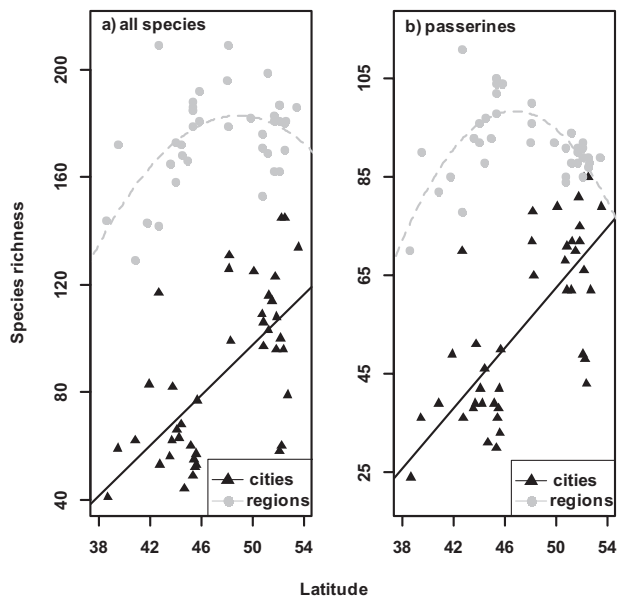 a) all species
b) passerines
Species richness
200
160
120
80
40
105
85
65
45
25
cities
regions
cities
regions
38 42 46 50 54
38 42 46 50 54
Latitude